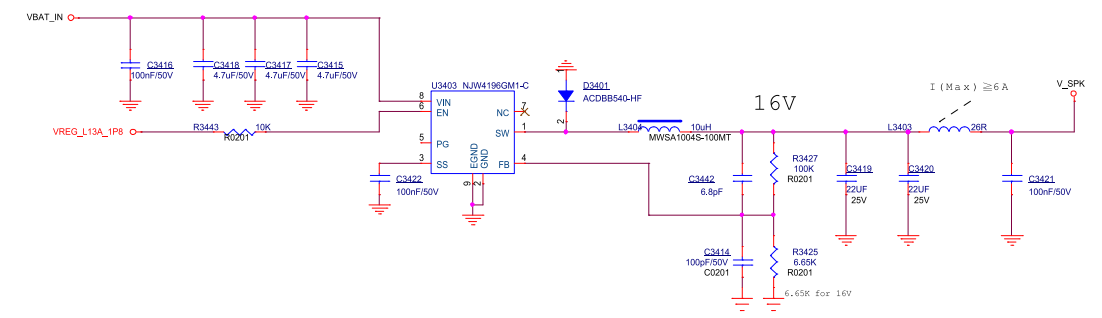 VBAT_IN
C3416
100nF/50V
C3418
4.7uF/50V
C3417
4.7uF/50V
C3415
4.7uF/50V
U3403 NJW4196GM1-C
8 VIN
6 EN
5 PG
3 SS
NC 7
SW 1
FB 4
EGND
GND
9
2
VREG_L13A_1P8
R3443
10K
R0201
C3422
100nF/50V
1
D3401
ACDBB540-HF
2
L3404
10uH
MWSA1004S-100MT
16V
C3442
6.8pF
R3427
100K
R0201
C3414
100pF/50V
C0201
R3425
6.65K
R0201
6.65K for 16V
C3419
22UF
25V
C3420
22UF
25V
I(Max)≧6A
L3403
26R
V_SPK
C3421
100nF/50V